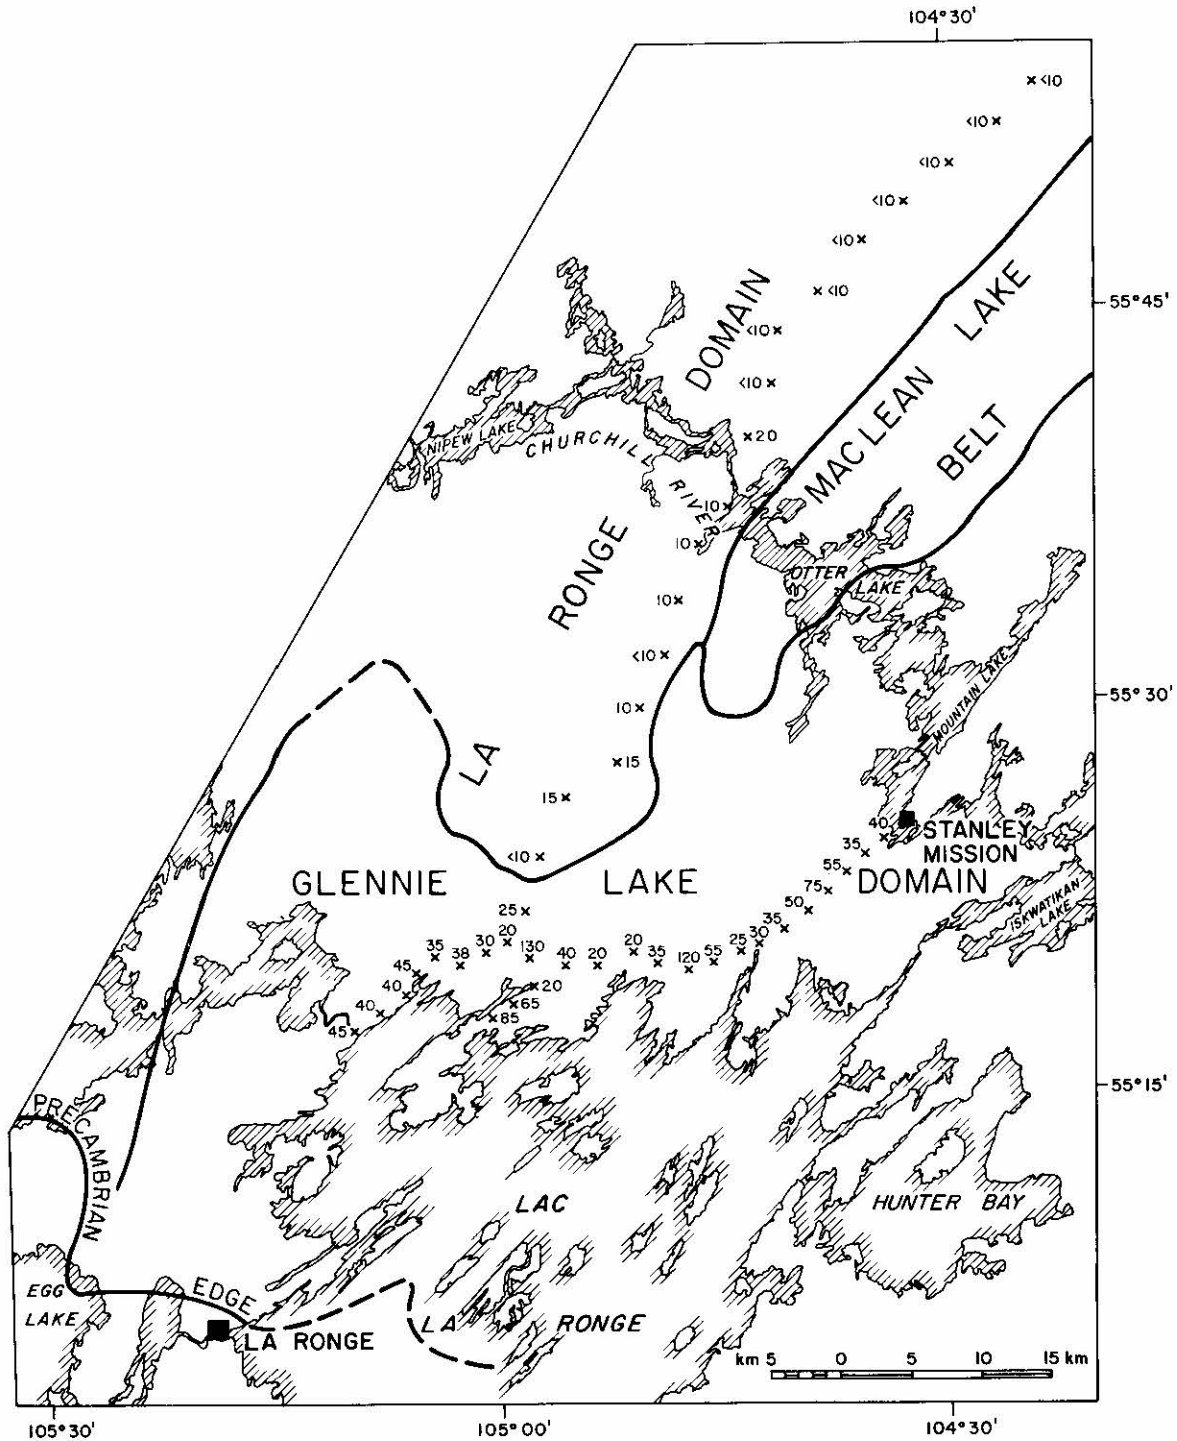 104°30'
<10
<10
<10
<10
<10
<10
55°45'
<10
<10
20
10
10
10
<10
10
15
15
<10
DOMAIN
RONGE
LA
MACLEAN LAKE
BELT
NIPEW LAKE
CHURCHILL
RIVER
OTTER
LAKE
MOUNTAIN LAKE
55°30'
STANLEY
MISSION
GLENNIE LAKE DOMAIN
ISKWATIKAN
LAKE
40
35
55
75
50
35
30
25
55
120
35
20
20
40
130
25
20
30
38
35
45
40
40
45
20
65
85
55°15'
PRECAMBRIAN
EDGE
EGG
LAKE
LA RONGE
LAC
LA RONGE
HUNTER BAY
km 5 0 5 10 15 km
105°30'
105°00'
104°30'